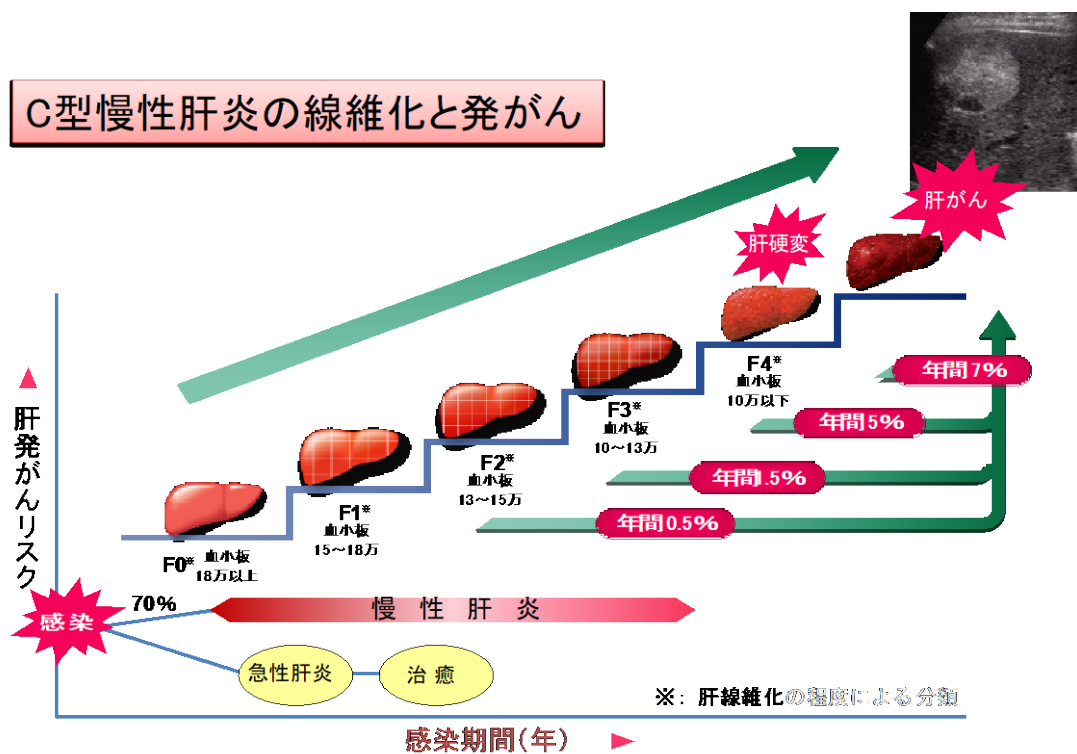 C型慢性肝炎の線維化と発がん
肝がん
肝硬変
F4※
血小板
10万以下
年間7%
F3※
血小板
10～13万
年間5%
F2※
血小板
13～15万
年間1.5%
F1※
血小板
15～18万
年間0.5%
F0※ 血小板
18万以上
肝発がんリスク
感染
70%
慢性肝炎
急性肝炎
治癒
※：肝線維化の程度による分類
感染期間（年）